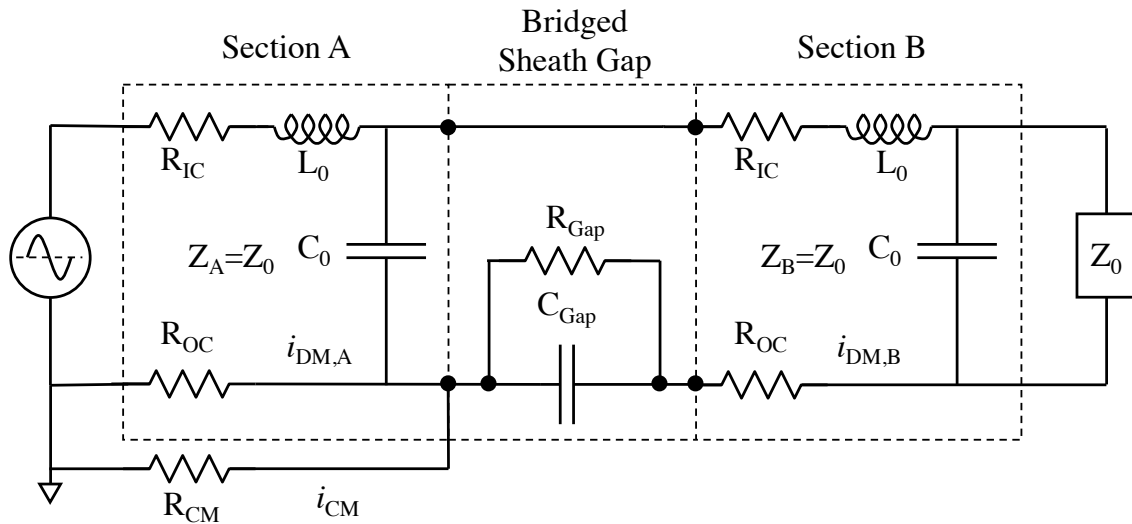 Bridged
Section A
Sheath Gap
Section B
R_IC
L_0
R_IC
L_0
R_Gap
Z_A=Z_0
C_0
Z_B=Z_0
C_0
Z_0
C_Gap
R_OC
i_DM,A
R_OC
i_DM,B
R_CM
i_CM